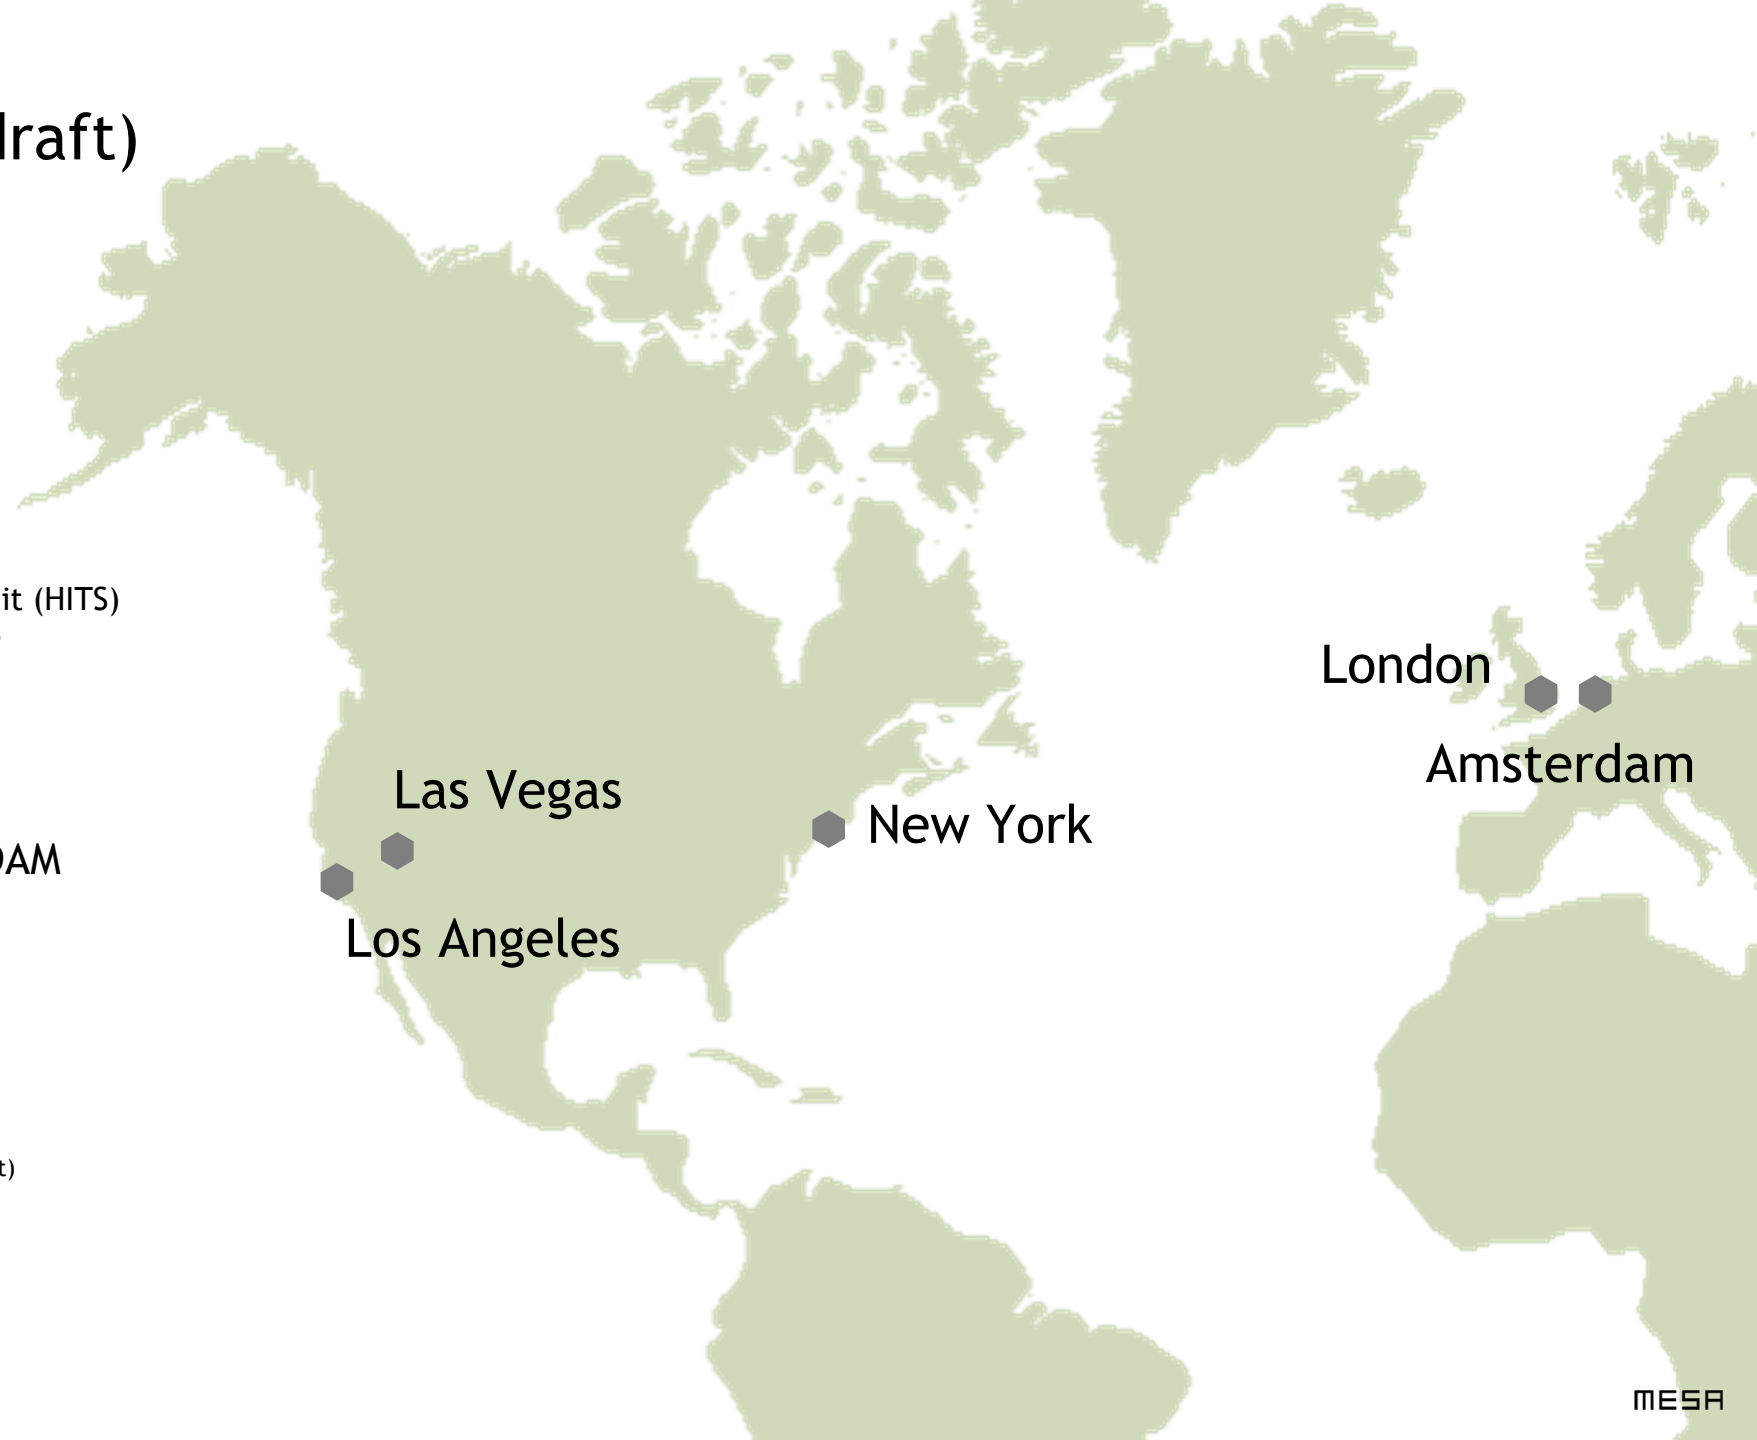 draft)
it (HITS)
London
Amsterdam
Las Vegas
New York
DAM
Los Angeles
t)
MESA